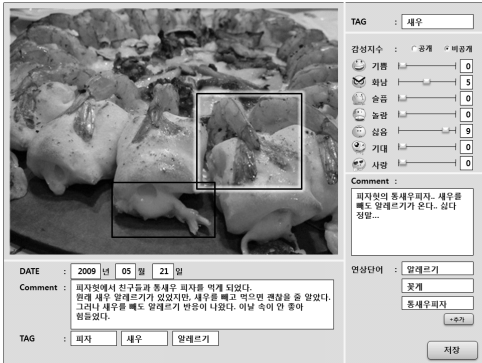 TAG : 새우
감성지수 : 공개 비공개
기쁨 0
화남 5
슬픔 0
놀람 0
싫음 9
기대 0
사랑 0
Comment :
피자헛의 통새우피자.. 새우를
빼도 알레르기가 온다.. 싫다
정말...
연상단어 : 알레르기
꽃게
통새우피자
+추가
저장
DATE : 2009 년 05 월 21 일
Comment : 피자헛에서 친구들과 통새우 피자를 먹게 되었다.
원래 새우 알레르기가 있었지만, 새우를 빼고 먹으면 괜찮을 줄 알았다.
그러나 새우를 빼도 알레르기 반응이 나왔다. 이날 속이 안 좋아
힘들었다.
TAG : 피자 새우 알레르기